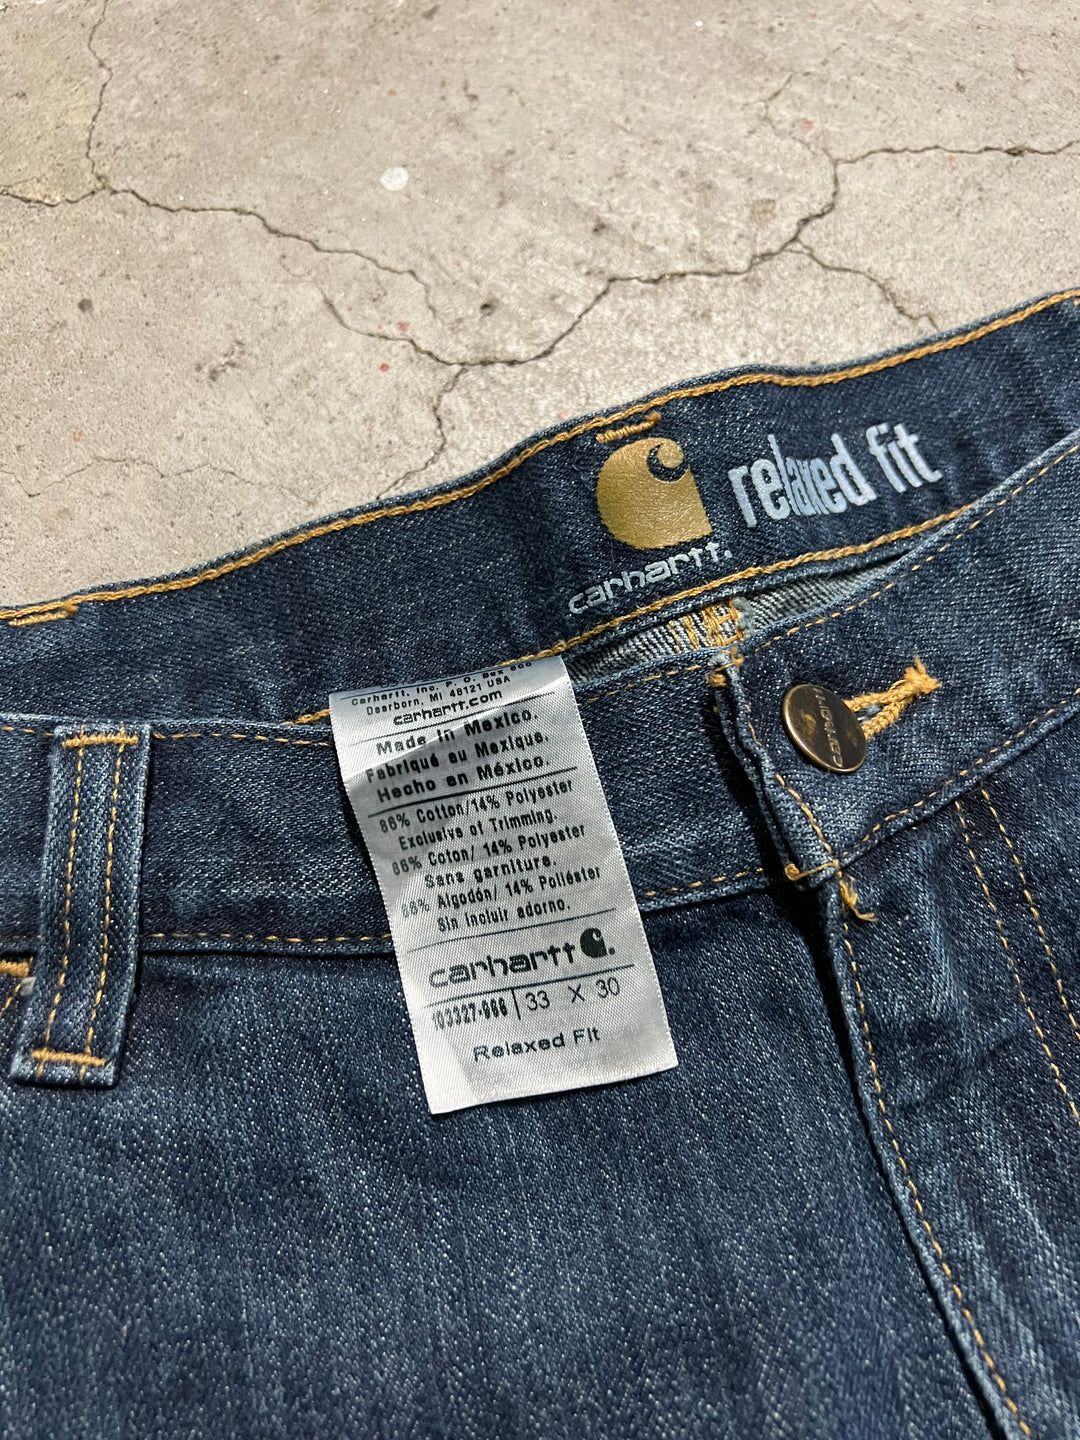 relaxed fit
carhartt.
carhartt
Carhartt, Inc. P. O. Box 600
Dearborn, MI 48121 USA
carhartt.com
Made in Mexico.
Fabriqué au Mexique.
Hecho en México.
86% Cotton/14% Polyester
Exclusive of Trimming.
86% Coton/ 14% Polyester
Sans garniture.
86% Algodón/ 14% Poliéster
Sin incluir adorno.
carhartt
33 X 30
Relaxed Fit